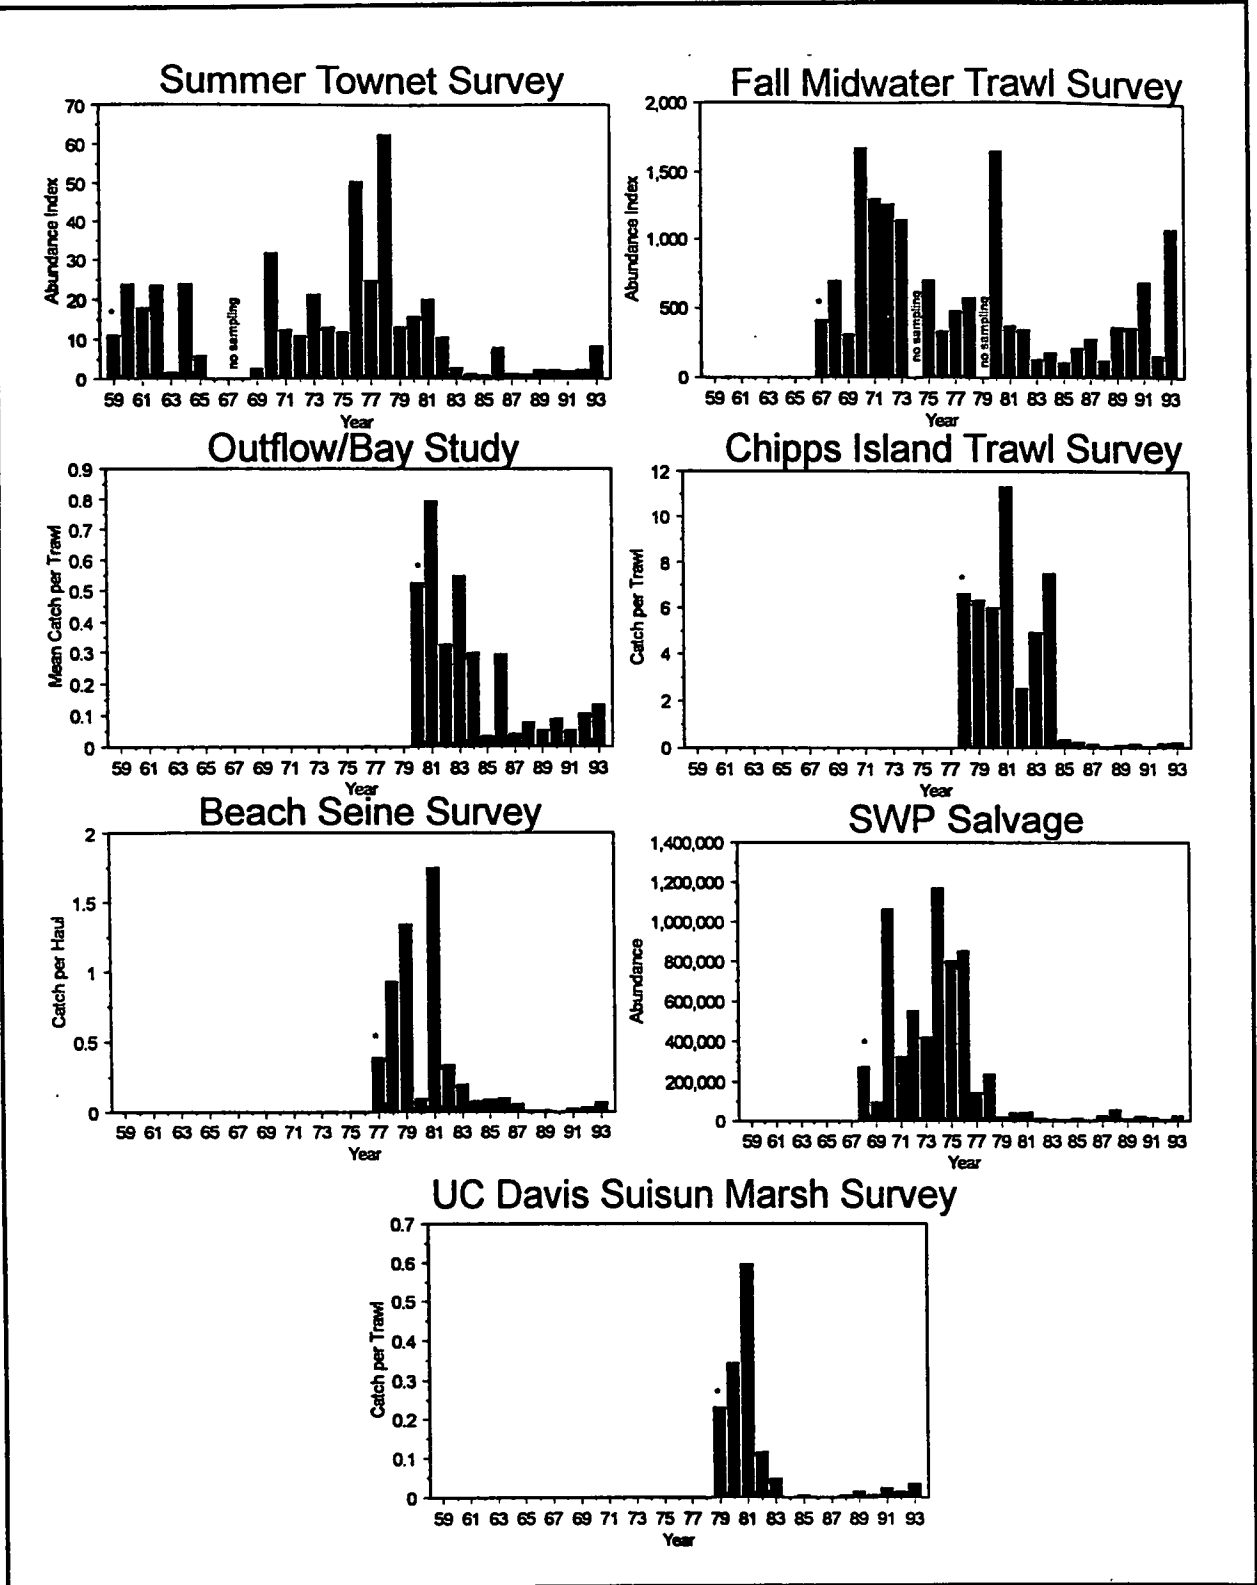 Summer Townet Survey
70
60
50
40
30
20
10
0
Abundance Index
*
no sampling
59 61 63 65 67 69 71 73 75 77 79 81 83 85 87 89 91 93
Year
Fall Midwater Trawl Survey
2,000
1,500
1,000
500
0
Abundance Index
*
no sampling
no sampling
59 61 63 65 67 69 71 73 75 77 79 81 83 85 87 89 91 93
Year
Outflow/Bay Study
0.9
0.8
0.7
0.6
0.5
0.4
0.3
0.2
0.1
0
Mean Catch per Trawl
*
59 61 63 65 67 69 71 73 75 77 79 81 83 85 87 89 91 93
Year
Chipps Island Trawl Survey
12
10
8
6
4
2
0
Catch per Trawl
*
59 61 63 65 67 69 71 73 75 77 79 81 83 85 87 89 91 93
Year
Beach Seine Survey
2
1.5
1
0.5
0
Catch per Haul
*
59 61 63 65 67 69 71 73 75 77 79 81 83 85 87 89 91 93
Year
SWP Salvage
1,400,000
1,200,000
1,000,000
800,000
600,000
400,000
200,000
0
Abundance
*
59 61 63 65 67 69 71 73 75 77 79 81 83 85 87 89 91 93
Year
UC Davis Suisun Marsh Survey
0.7
0.6
0.5
0.4
0.3
0.2
0.1
0
Catch per Trawl
*
59 61 63 65 67 69 71 73 75 77 79 81 83 85 87 89 91 93
Year